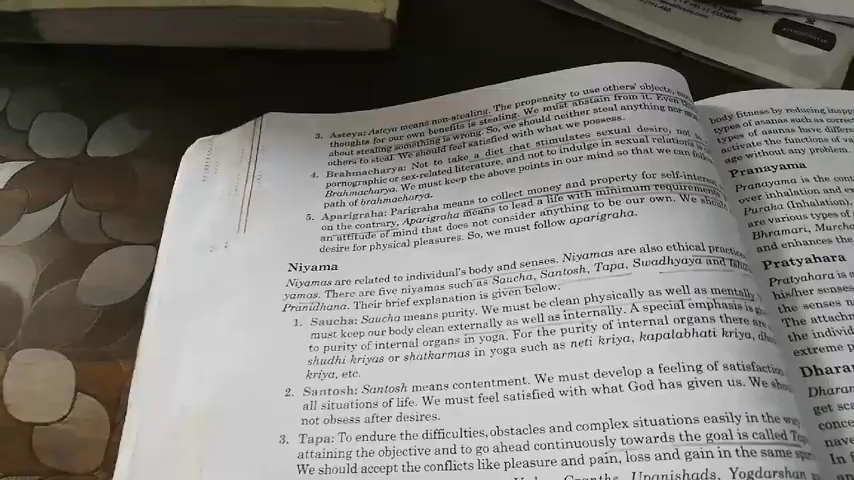 3. Asteya: Asteya means non-stealing. The propensity to use others' objects,
thoughts for our own benefits is stealing. We must abstain from it. Even
about stealing something is wrong. So, we should neither steal anything nor
others to steal. We should feel satisfied with what we possess.
4. Brahmacharya: Not to take a diet that stimulates sexual desire, not
pornographic or sex-related literature, and not to indulge in sexual relations
Brahmacharya. We must keep the above points in our mind so that we can
path of brahmacharya.
5. Aparigraha: Parigraha means to collect money and property for self-interest
on the contrary, Aparigraha means to lead a life with minimum requirements
an attitude of mind that does not consider anything to be our own. We should
desire for physical pleasures. So, we must follow aparigraha.
Niyama
Niyamas are related to individual's body and senses. Niyamas are also ethical
yamas. There are five niyamas such as Saucha, Santosh, Tapa, Swadhyaya and
Pranidhana. Their brief explanation is given below.
1. Saucha: Saucha means purity. We must be clean physically as well as mentally
must keep our body clean externally as well as internally. A special emphasis is
to purity of internal organs in yoga. For the purity of internal organs there are
shudhi kriyas or shatkarmas in yoga such as neti kriya, kapalabhati kriya,
kriya, etc.
2. Santosh: Santosh means contentment. We must develop a feeling of satisfaction
all situations of life. We must feel satisfied with what God has given us. We
not obsess after desires.
3. Tapa: To endure the difficulties, obstacles and complex situations easily in the
attaining the objective and to go ahead continuously towards the goal is called
We should accept the conflicts like pleasure and pain, loss and gain in the same
Granths, Upanishads, Yogdarshan
body fitness by reducing
types of asanas such as
types of asanas have
activate the functions of
age without any problem.
Pranayama
Pranayama is the
over inhalation and
Puraka (Inhalation),
are various types of
Bhramari,
and enhances the
Pratyahara
Pratyahara is
his/her senses
the senses
The
the
extreme
Dharan
get
In